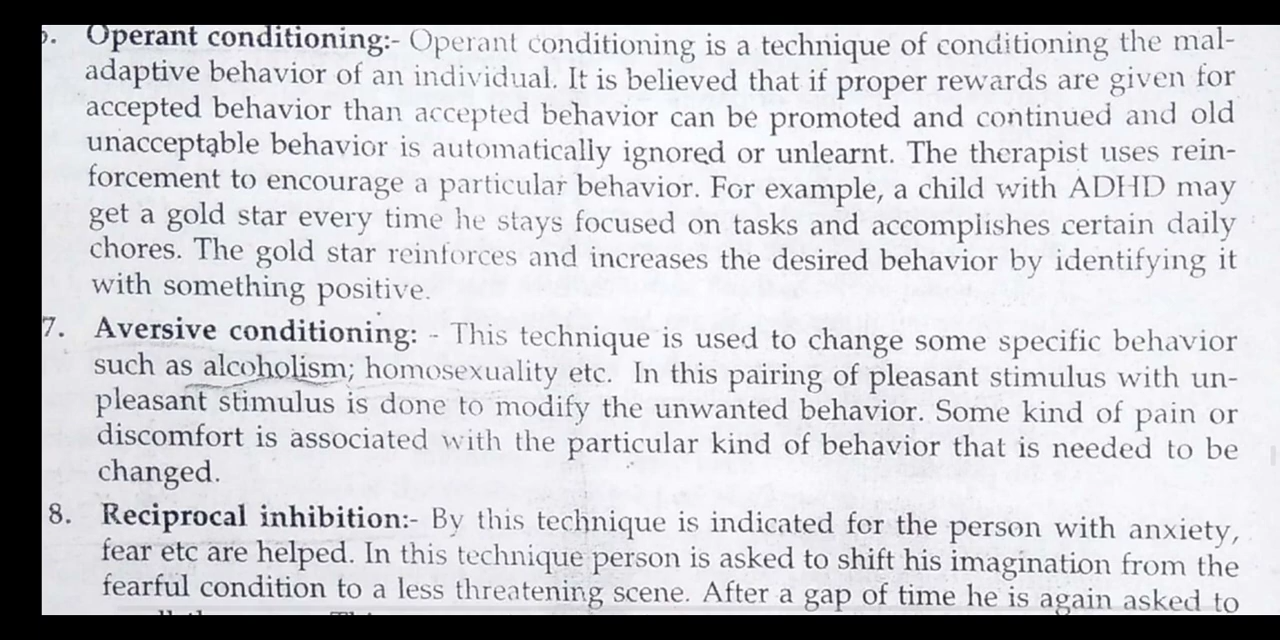 Operant conditioning:- Operant conditioning is a technique of conditioning the mal-
adaptive behavior of an individual. It is believed that if proper rewards are given for
accepted behavior than accepted behavior can be promoted and continued and old
unacceptable behavior is automatically ignored or unlearnt. The therapist uses rein-
forcement to encourage a particular behavior. For example, a child with ADHD may
get a gold star every time he stays focused on tasks and accomplishes certain daily
chores. The gold star reinforces and increases the desired behavior by identifying it
with something positive.
7. Aversive conditioning: - This technique is used to change some specific behavior
such as alcoholism; homosexuality etc. In this pairing of pleasant stimulus with un-
pleasant stimulus is done to modify the unwanted behavior. Some kind of pain or
discomfort is associated with the particular kind of behavior that is needed to be
changed.
8. Reciprocal inhibition:- By this technique is indicated for the person with anxiety,
fear etc are helped. In this technique person is asked to shift his imagination from the
fearful condition to a less threatening scene. After a gap of time he is again asked to